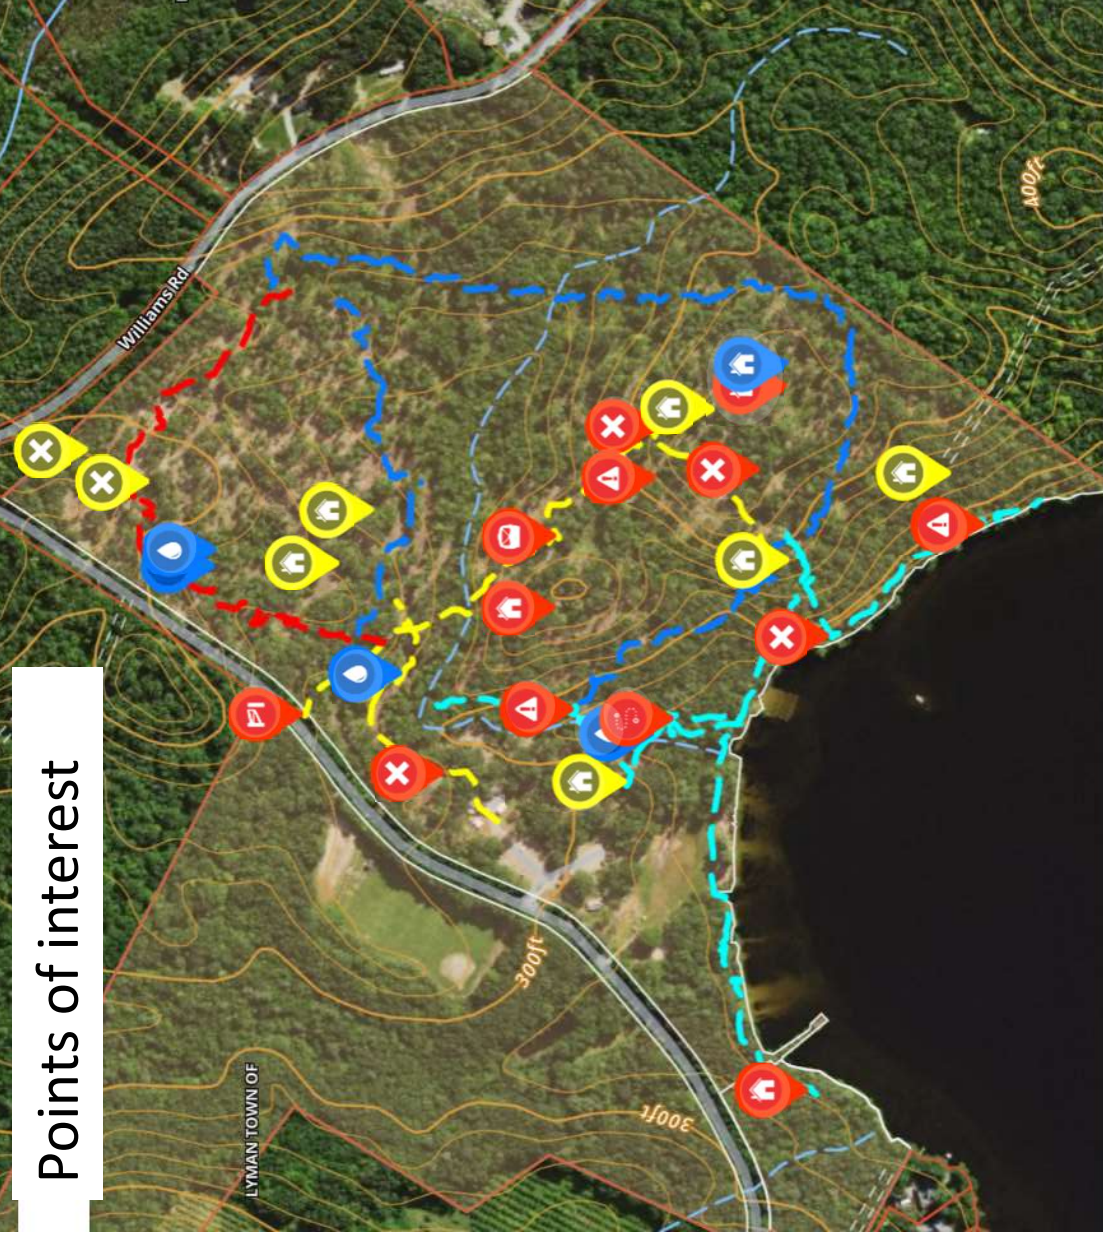 Points of interest
Williams Rd
400ft
300ft
300ft
LYMAN TOWN OF